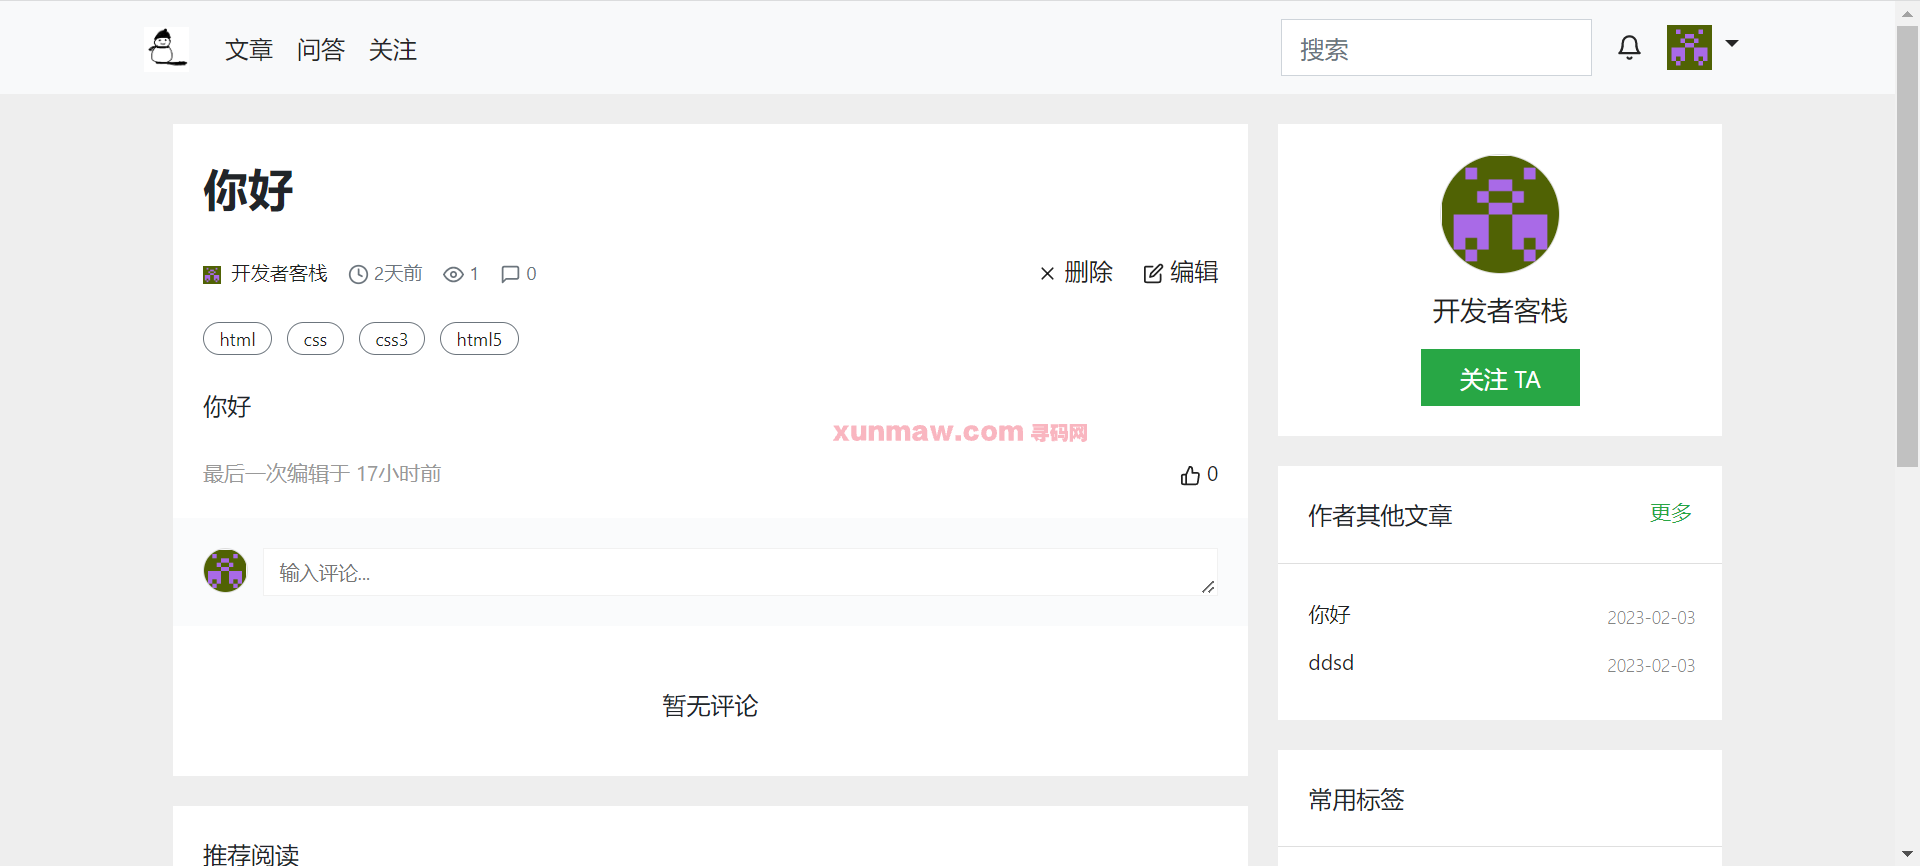 文章 问答 关注 搜索
你好
开发者客栈 2天前 1 0 删除 编辑
html css css3 html5
你好
xunmaw.com 寻码网
最后一次编辑于 17小时前 0
输入评论...
暂无评论
推荐阅读
开发者客栈
关注 TA
作者其他文章 更多
你好 2023-02-03
ddsd 2023-02-03
常用标签